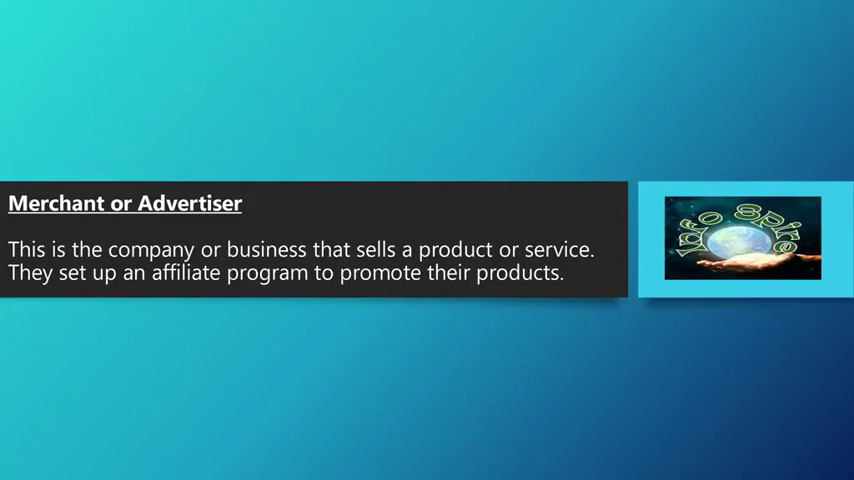 Merchant or Advertiser
This is the company or business that sells a product or service.
They set up an affiliate program to promote their products.
Info Spire